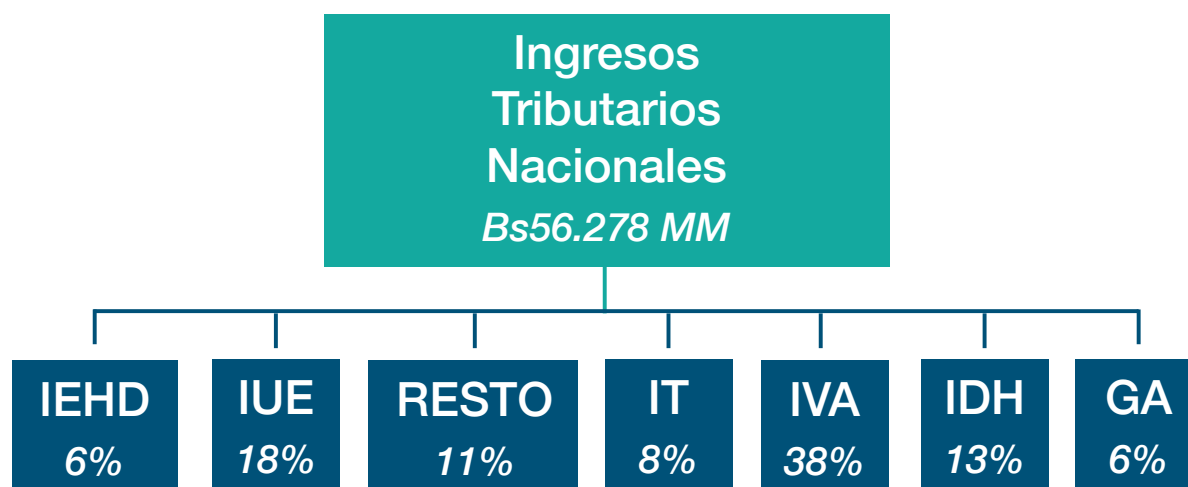 Ingresos
Tributarios
Nacionales
Bs56.278 MM
IEHD
6%
IUE
18%
RESTO
11%
IT
8%
IVA
38%
IDH
13%
GA
6%